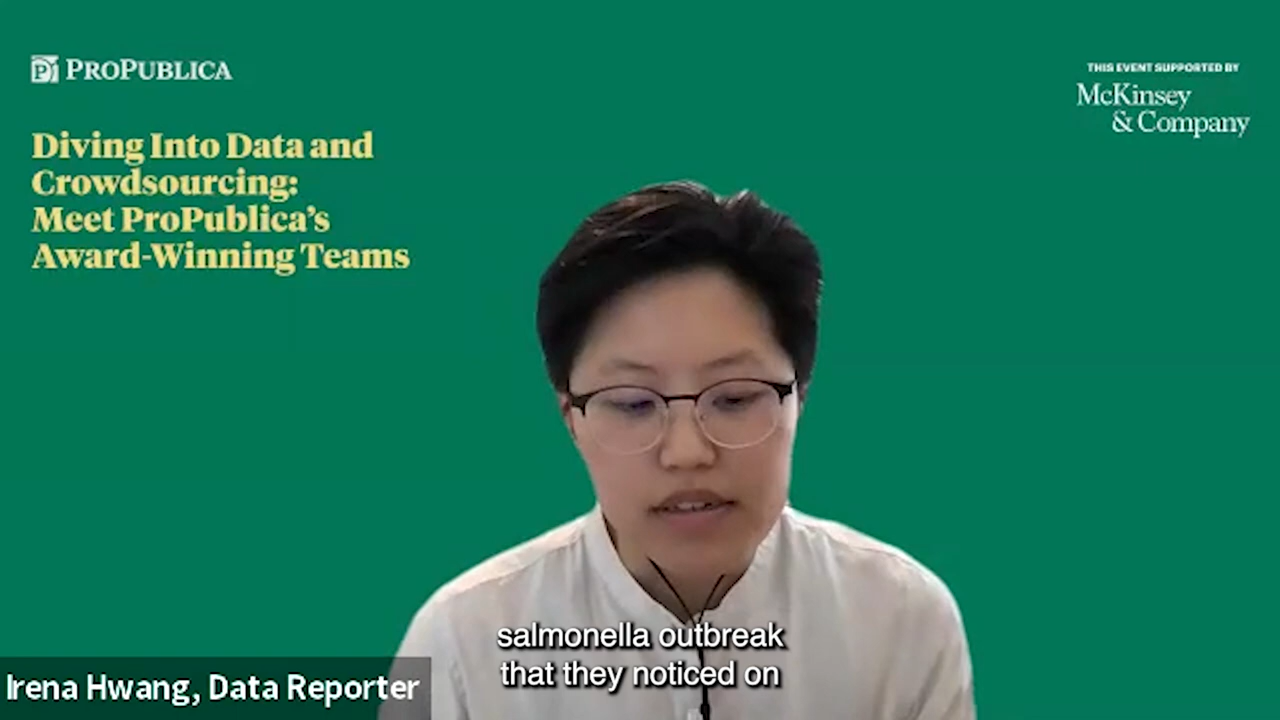 PROPUBLICA
THIS EVENT SUPPORTED BY
McKinsey
& Company
Diving Into Data and
Crowdsourcing:
Meet ProPublica's
Award-Winning Teams
salmonella outbreak
that they noticed on
Irena Hwang, Data Reporter